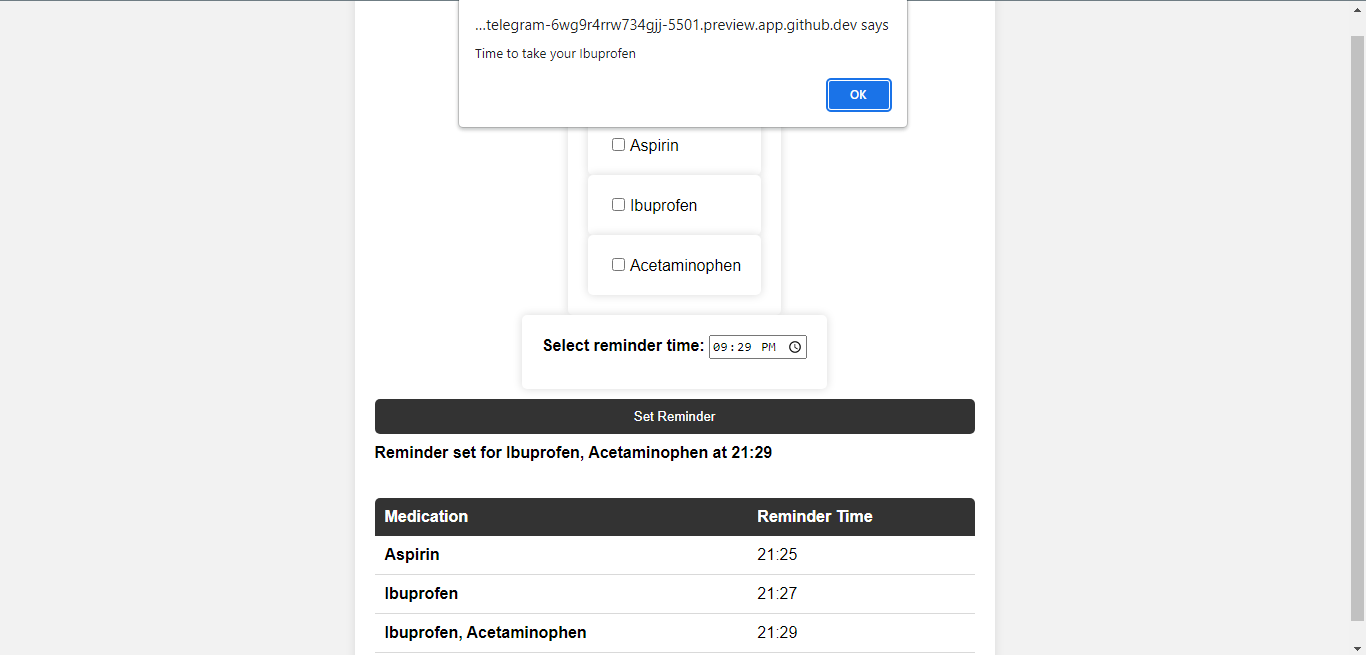 ...telegram-6wg9r4rrw734gjj-5501.preview.app.github.dev says
Time to take your Ibuprofen
OK
Aspirin
Ibuprofen
Acetaminophen
Select reminder time: 09:29 PM
Set Reminder
Reminder set for Ibuprofen, Acetaminophen at 21:29
Medication Reminder Time
Aspirin 21:25
Ibuprofen 21:27
Ibuprofen, Acetaminophen 21:29